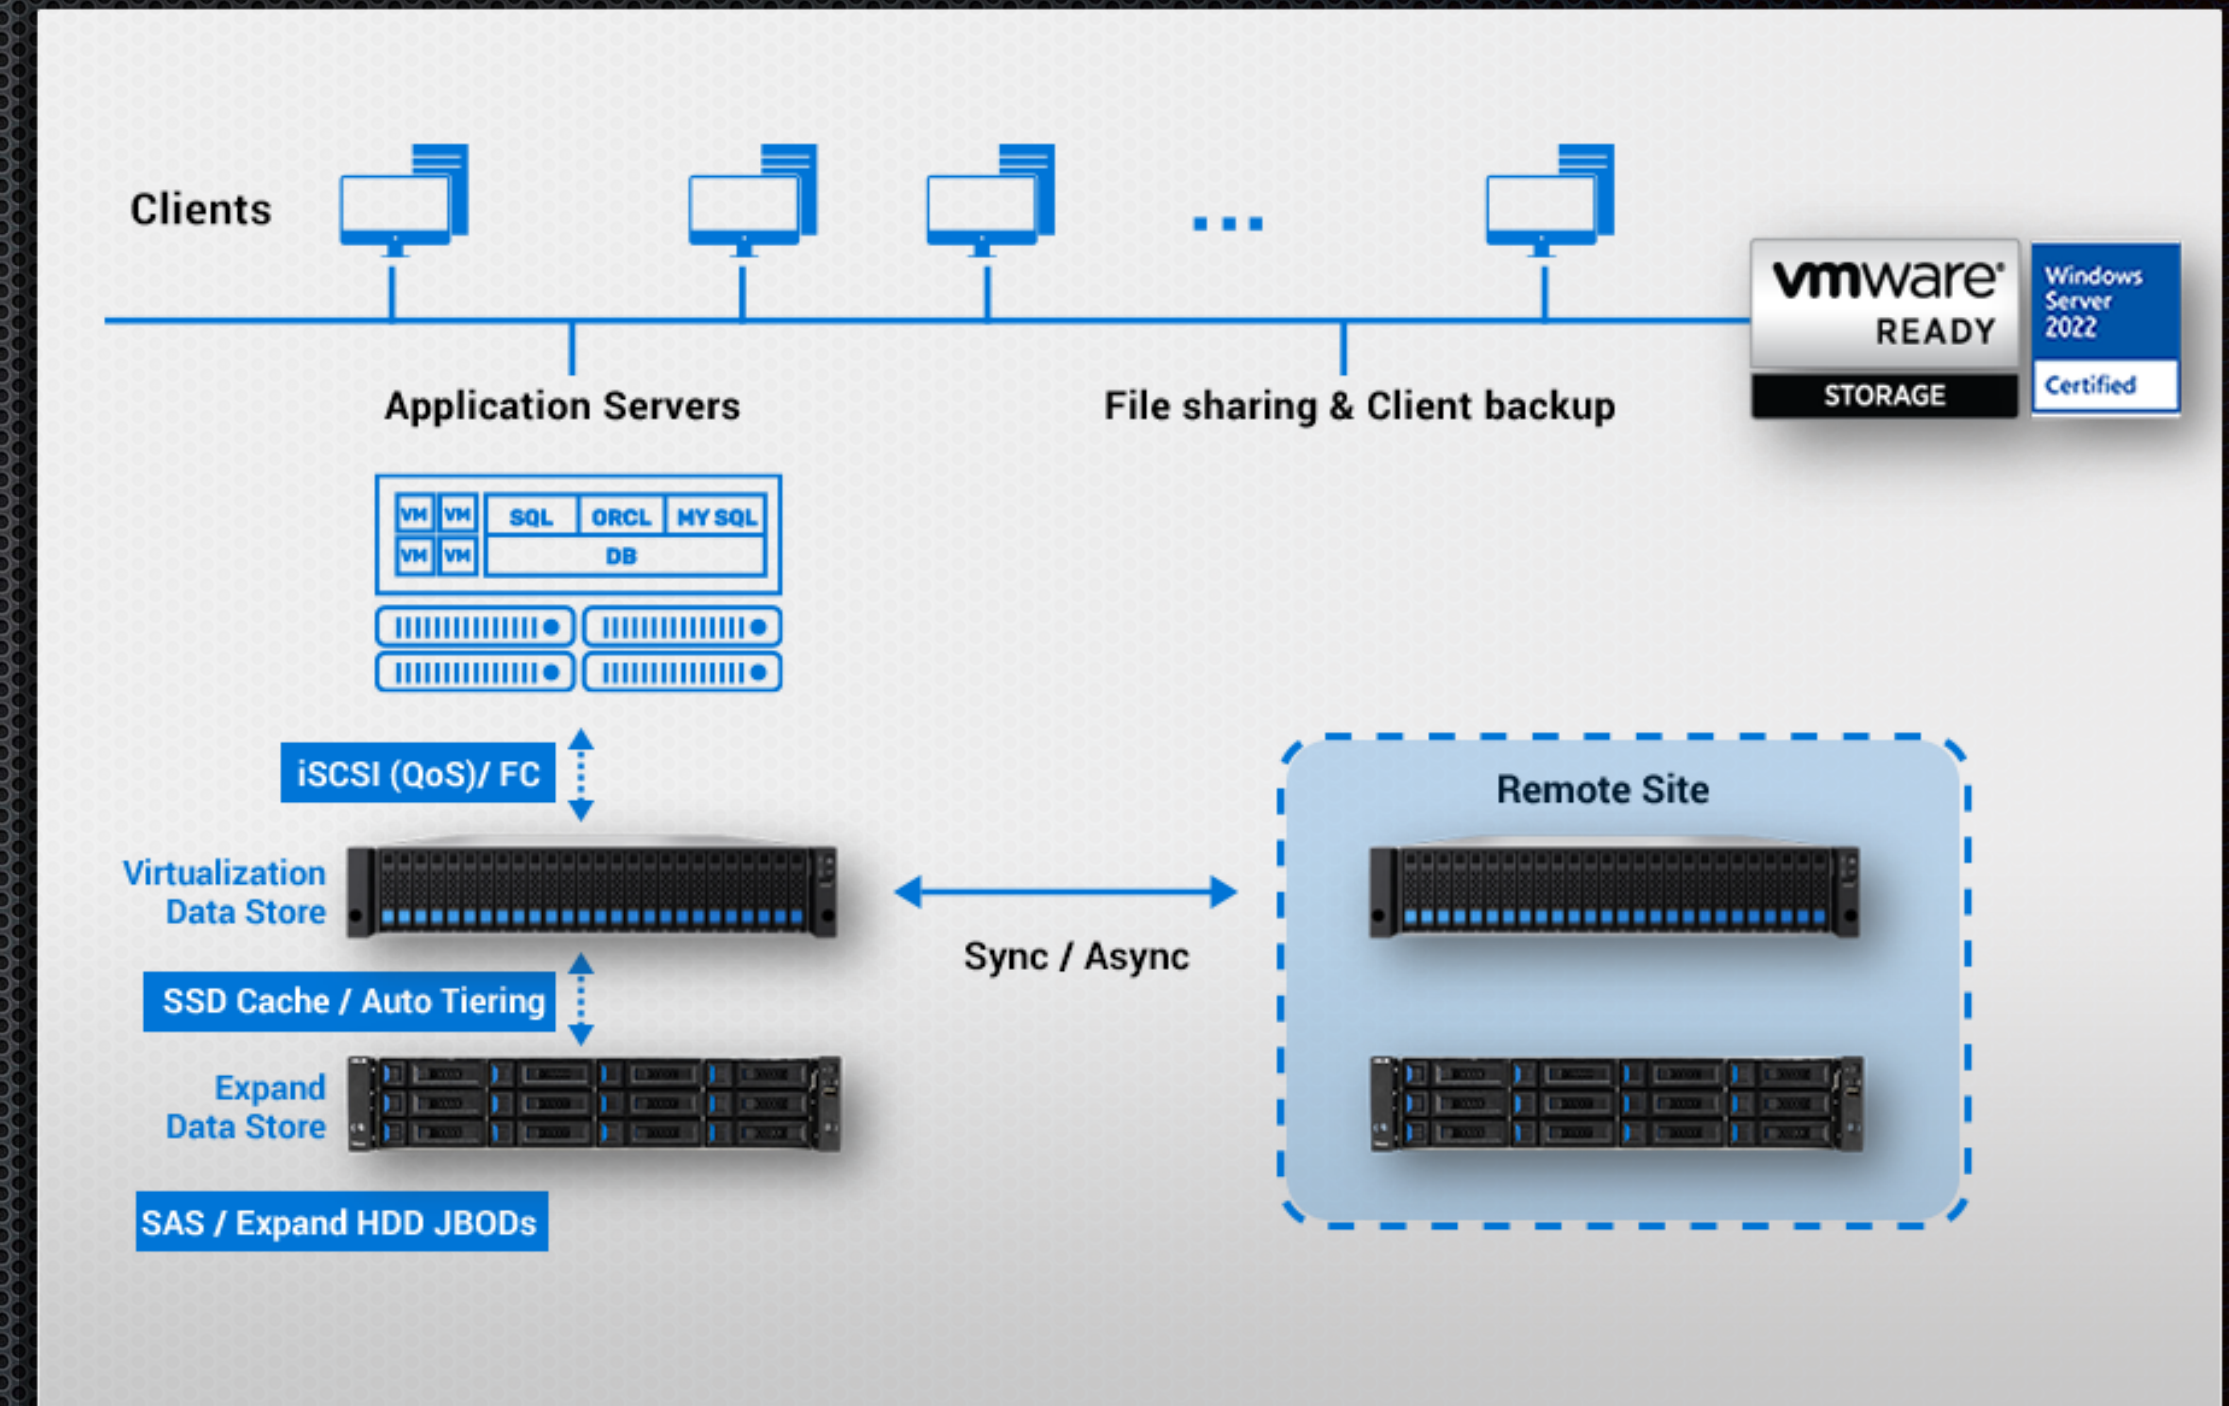 Clients
vmware
READY
STORAGE
Windows
Server
2022
Certified
Application Servers
File sharing & Client backup
VM VM SQL ORCL MY SQL
VM VM DB
iSCSI (QoS)/ FC
Remote Site
Virtualization
Data Store
Sync / Async
SSD Cache / Auto Tiering
Expand
Data Store
SAS / Expand HDD JBODs